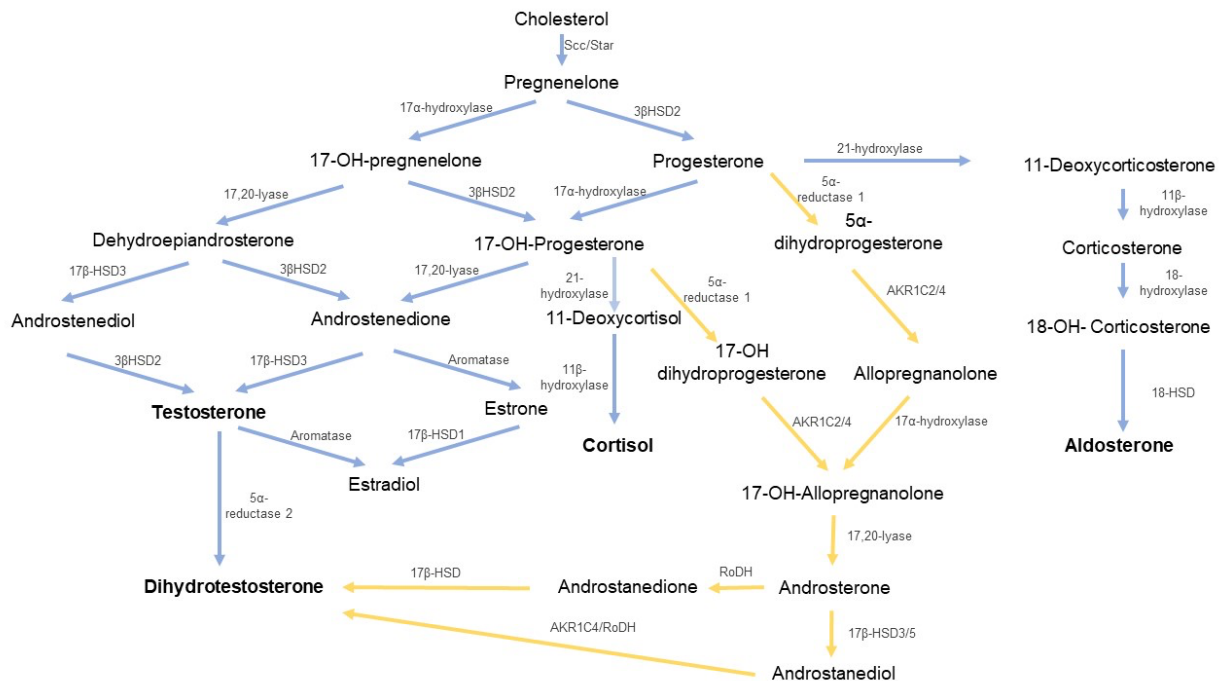 Cholesterol
Scc/Star
Pregnenelone
17α-hydroxylase
3βHSD2
17-OH-pregnenelone
Progesterone
21-hydroxylase
11-Deoxycorticosterone
17,20-lyase
3βHSD2
17α-hydroxylase
5α-
reductase 1
11β-
hydroxylase
Dehydroepiandrosterone
17-OH-Progesterone
5α-
dihydroprogesterone
Corticosterone
17β-HSD3
3βHSD2
17,20-lyase
21-
hydroxylase
5α-
reductase 1
AKR1C2/4
18-
hydroxylase
Androstenediol
Androstenedione
11-Deoxycortisol
18-OH- Corticosterone
3βHSD2
17β-HSD3
Aromatase
11β-
hydroxylase
17-OH
dihydroprogesterone
Allopregnanolone
18-HSD
Testosterone
Estrone
AKR1C2/4
17α-hydroxylase
Aromatase
17β-HSD1
Cortisol
Aldosterone
Estradiol
17-OH-Allopregnanolone
5α-
reductase 2
17,20-lyase
Dihydrotestosterone
17β-HSD
Androstanedione
RoDH
Androsterone
AKR1C4/RoDH
17β-HSD3/5
Androstanediol